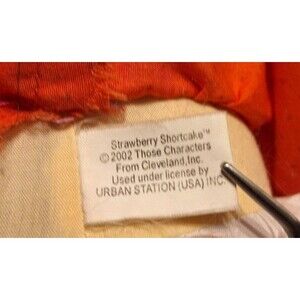 Strawberry Shortcake™
© 2002 Those Characters
From Cleveland,Inc.
Used under license by
URBAN STATION (USA) INC.